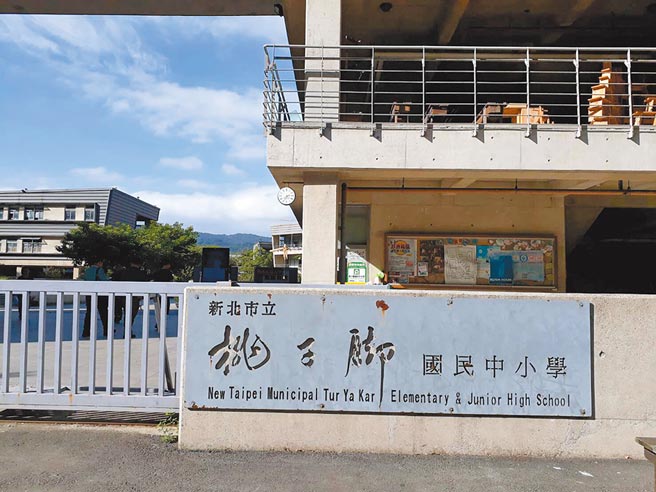 新北市立
桃子腳 國民中小學
New Taipei Municipal Tur Ya Kar Elementary & Junior High School